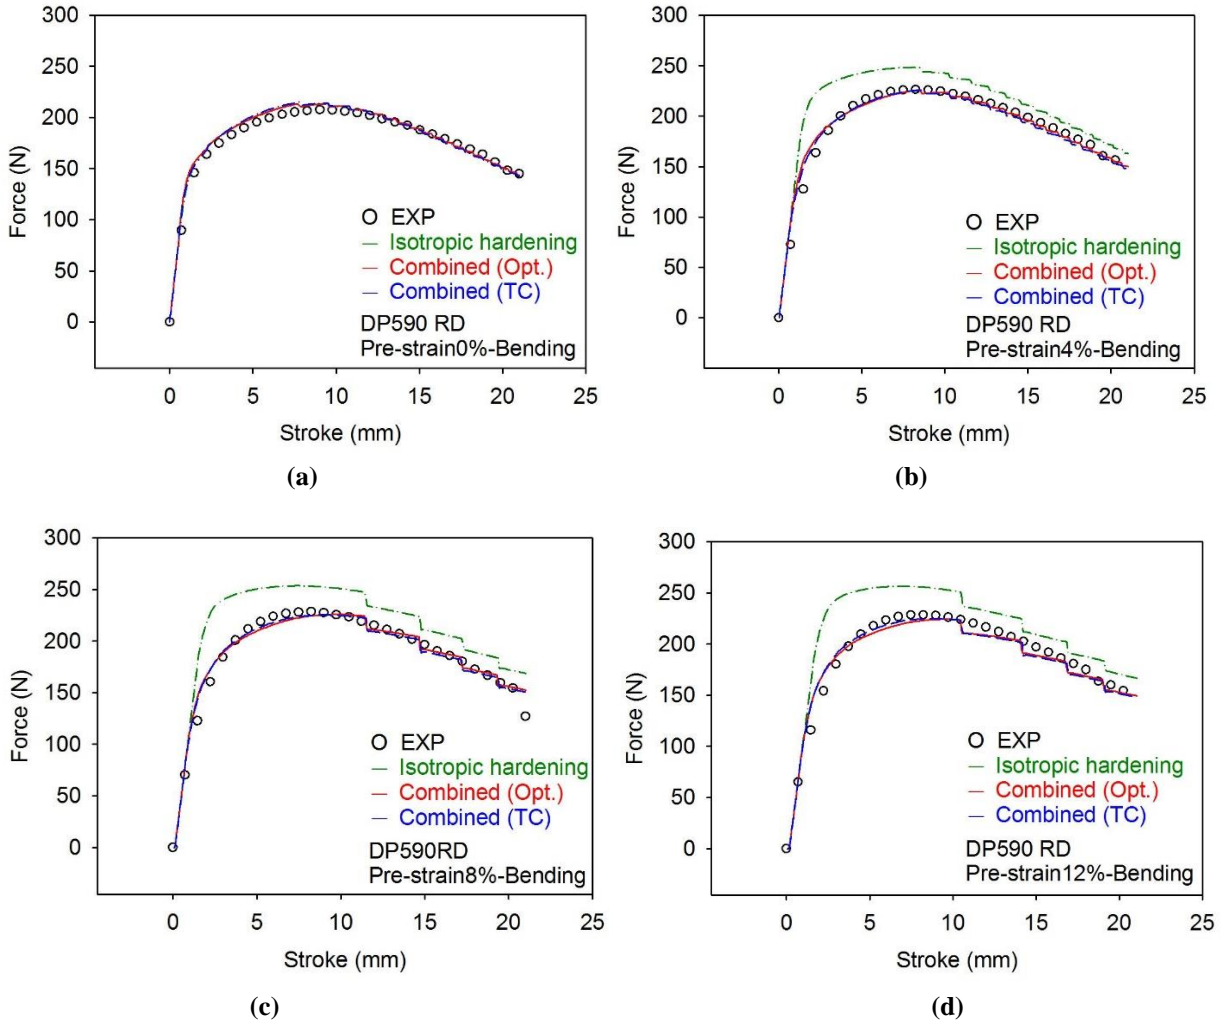 300
250
200
150
100
50
0
Force (N)
EXP
Isotropic hardening
Combined (Opt.)
Combined (TC)
DP590 RD
Pre-strain0%-Bending
0 5 10 15 20 25
Stroke (mm)
(a)
300
250
200
150
100
50
0
Force (N)
EXP
Isotropic hardening
Combined (Opt.)
Combined (TC)
DP590 RD
Pre-strain4%-Bending
0 5 10 15 20 25
Stroke (mm)
(b)
300
250
200
150
100
50
0
Force (N)
EXP
Isotropic hardening
Combined (Opt.)
Combined (TC)
DP590RD
Pre-strain8%-Bending
0 5 10 15 20 25
Stroke (mm)
(c)
300
250
200
150
100
50
0
Force (N)
EXP
Isotropic hardening
Combined (Opt.)
Combined (TC)
DP590 RD
Pre-strain12%-Bending
0 5 10 15 20 25
Stroke (mm)
(d)